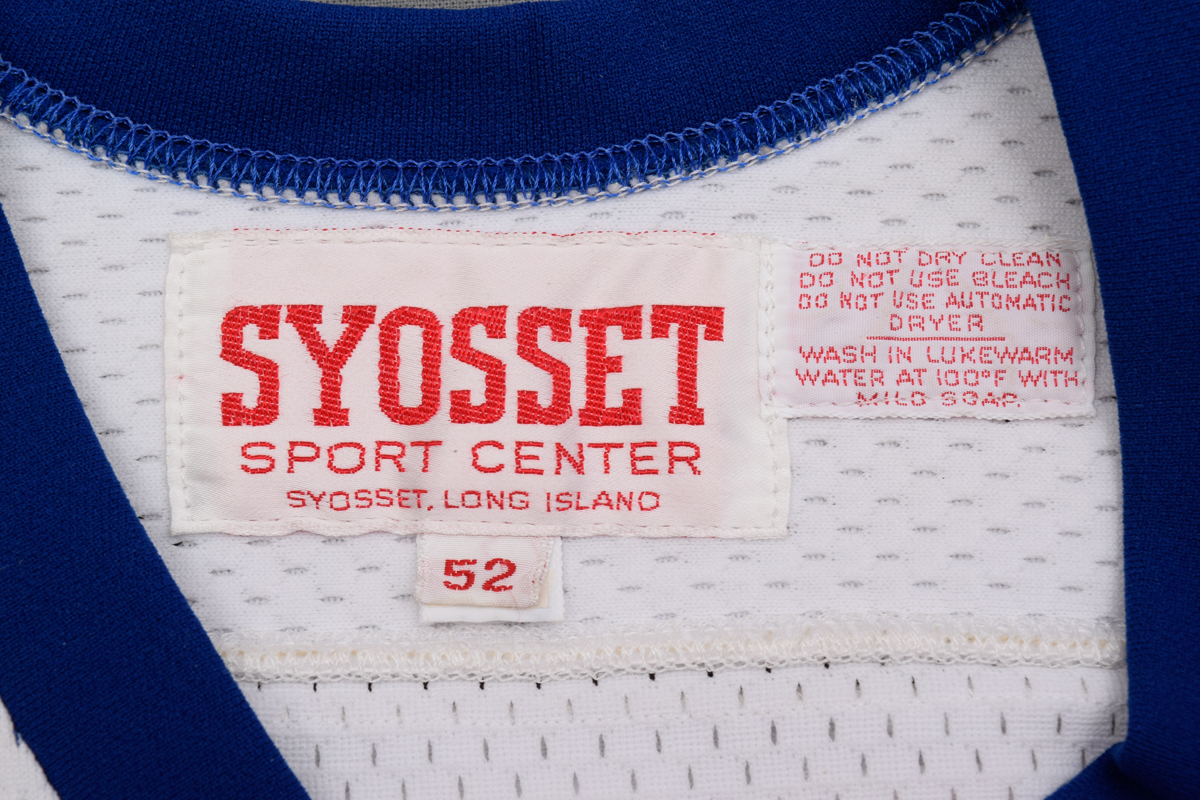 SYOSSET
SPORT CENTER
SYOSSET, LONG ISLAND
52
DO NOT DRY CLEAN
DO NOT USE BLEACH
DO NOT USE AUTOMATIC
DRYER
WASH IN LUKEWARM
WATER AT 100°F WITH
MILD SOAP.